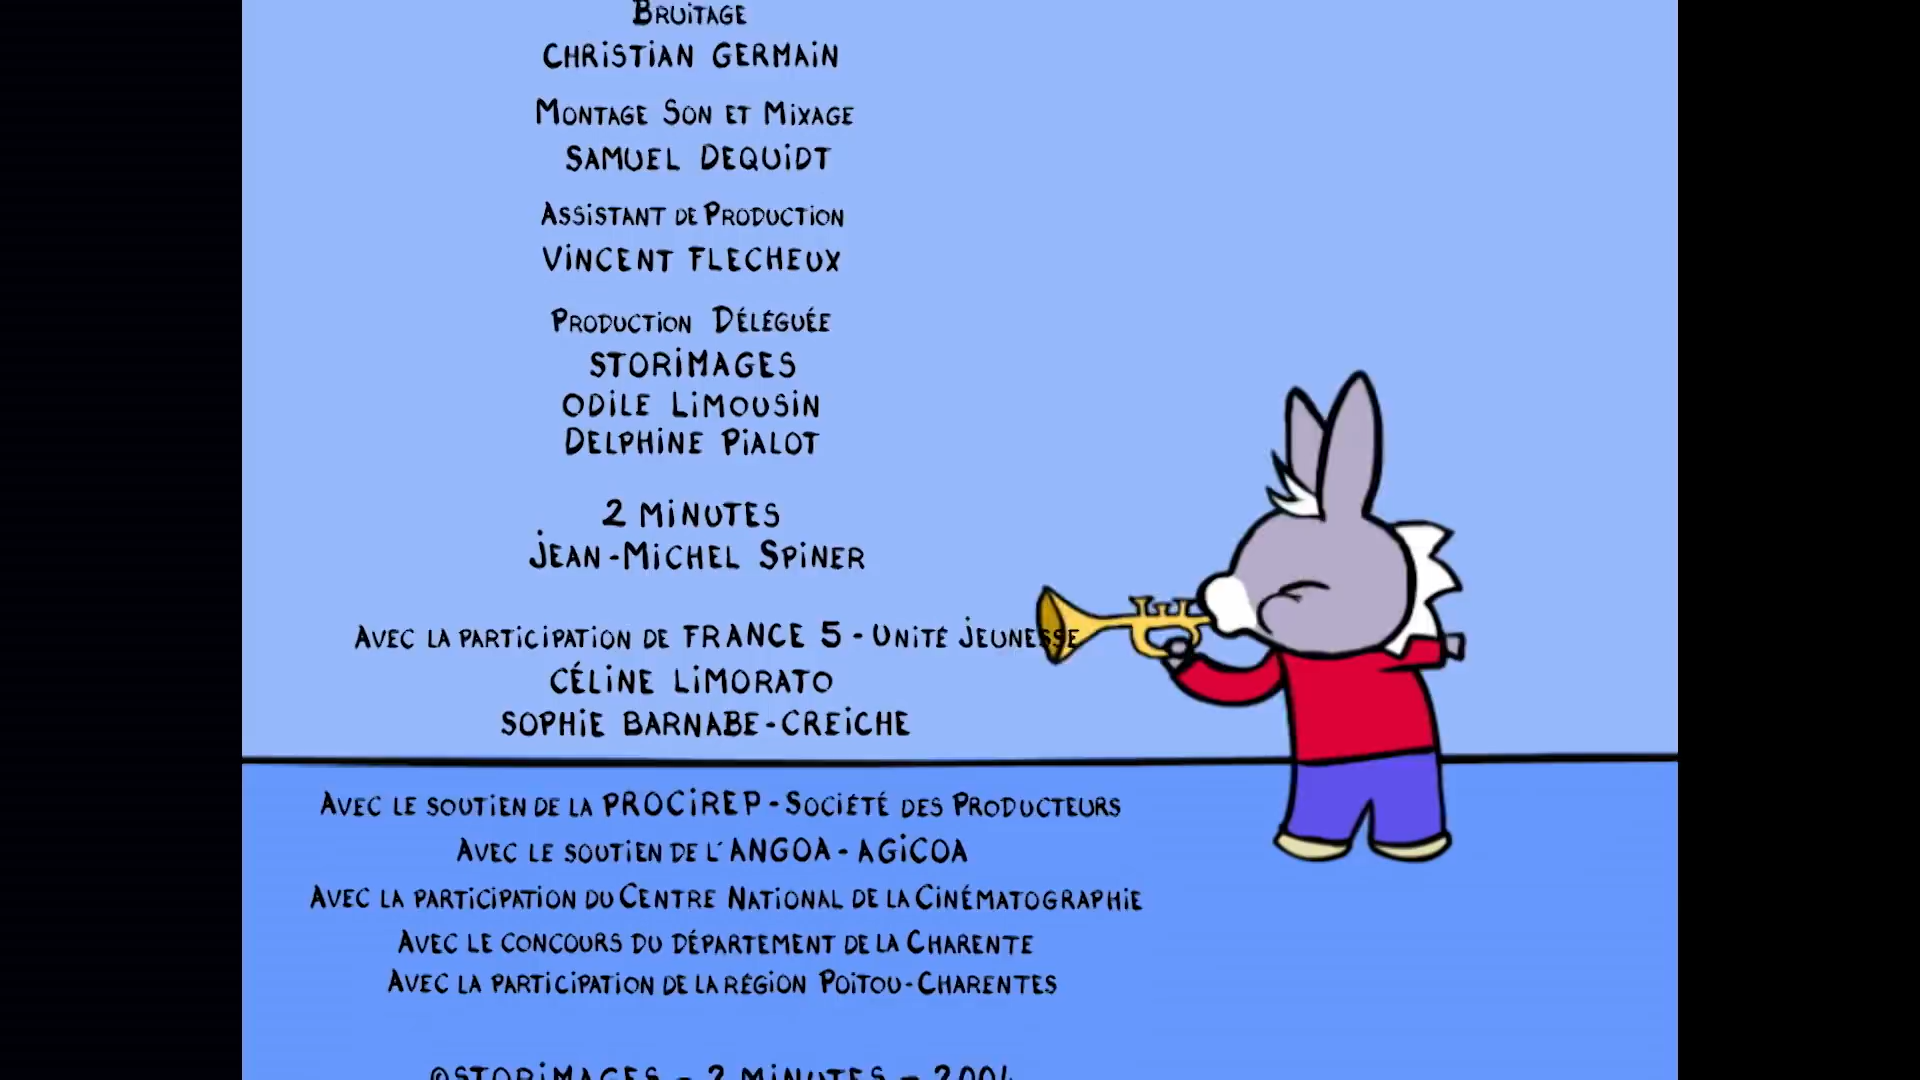 BRUITAGE
CHRISTIAN GERMAIN
MONTAGE SON ET MIXAGE
SAMUEL DEQUIDT
ASSISTANT DE PRODUCTION
VINCENT FLECHEUX
PRODUCTION DÉLÉGUÉE
STORIMAGES
ODILE LIMOUSIN
DELPHINE PIALOT
2 MINUTES
JEAN-MICHEL SPINER
AVEC LA PARTICIPATION DE FRANCE 5 - UNITÉ JEUNESSE
CÉLINE LIMORATO
SOPHIE BARNABE-CREICHE
AVEC LE SOUTIEN DE LA PROCIREP - SOCIÉTÉ DES PRODUCTEURS
AVEC LE SOUTIEN DE L'ANGOA - AGICOA
AVEC LA PARTICIPATION DU CENTRE NATIONAL DE LA CINÉMATOGRAPHIE
AVEC LE CONCOURS DU DÉPARTEMENT DE LA CHARENTE
AVEC LA PARTICIPATION DE LA RÉGION POITOU-CHARENTES
©STORIMAGES - 2 MINUTES - 2004